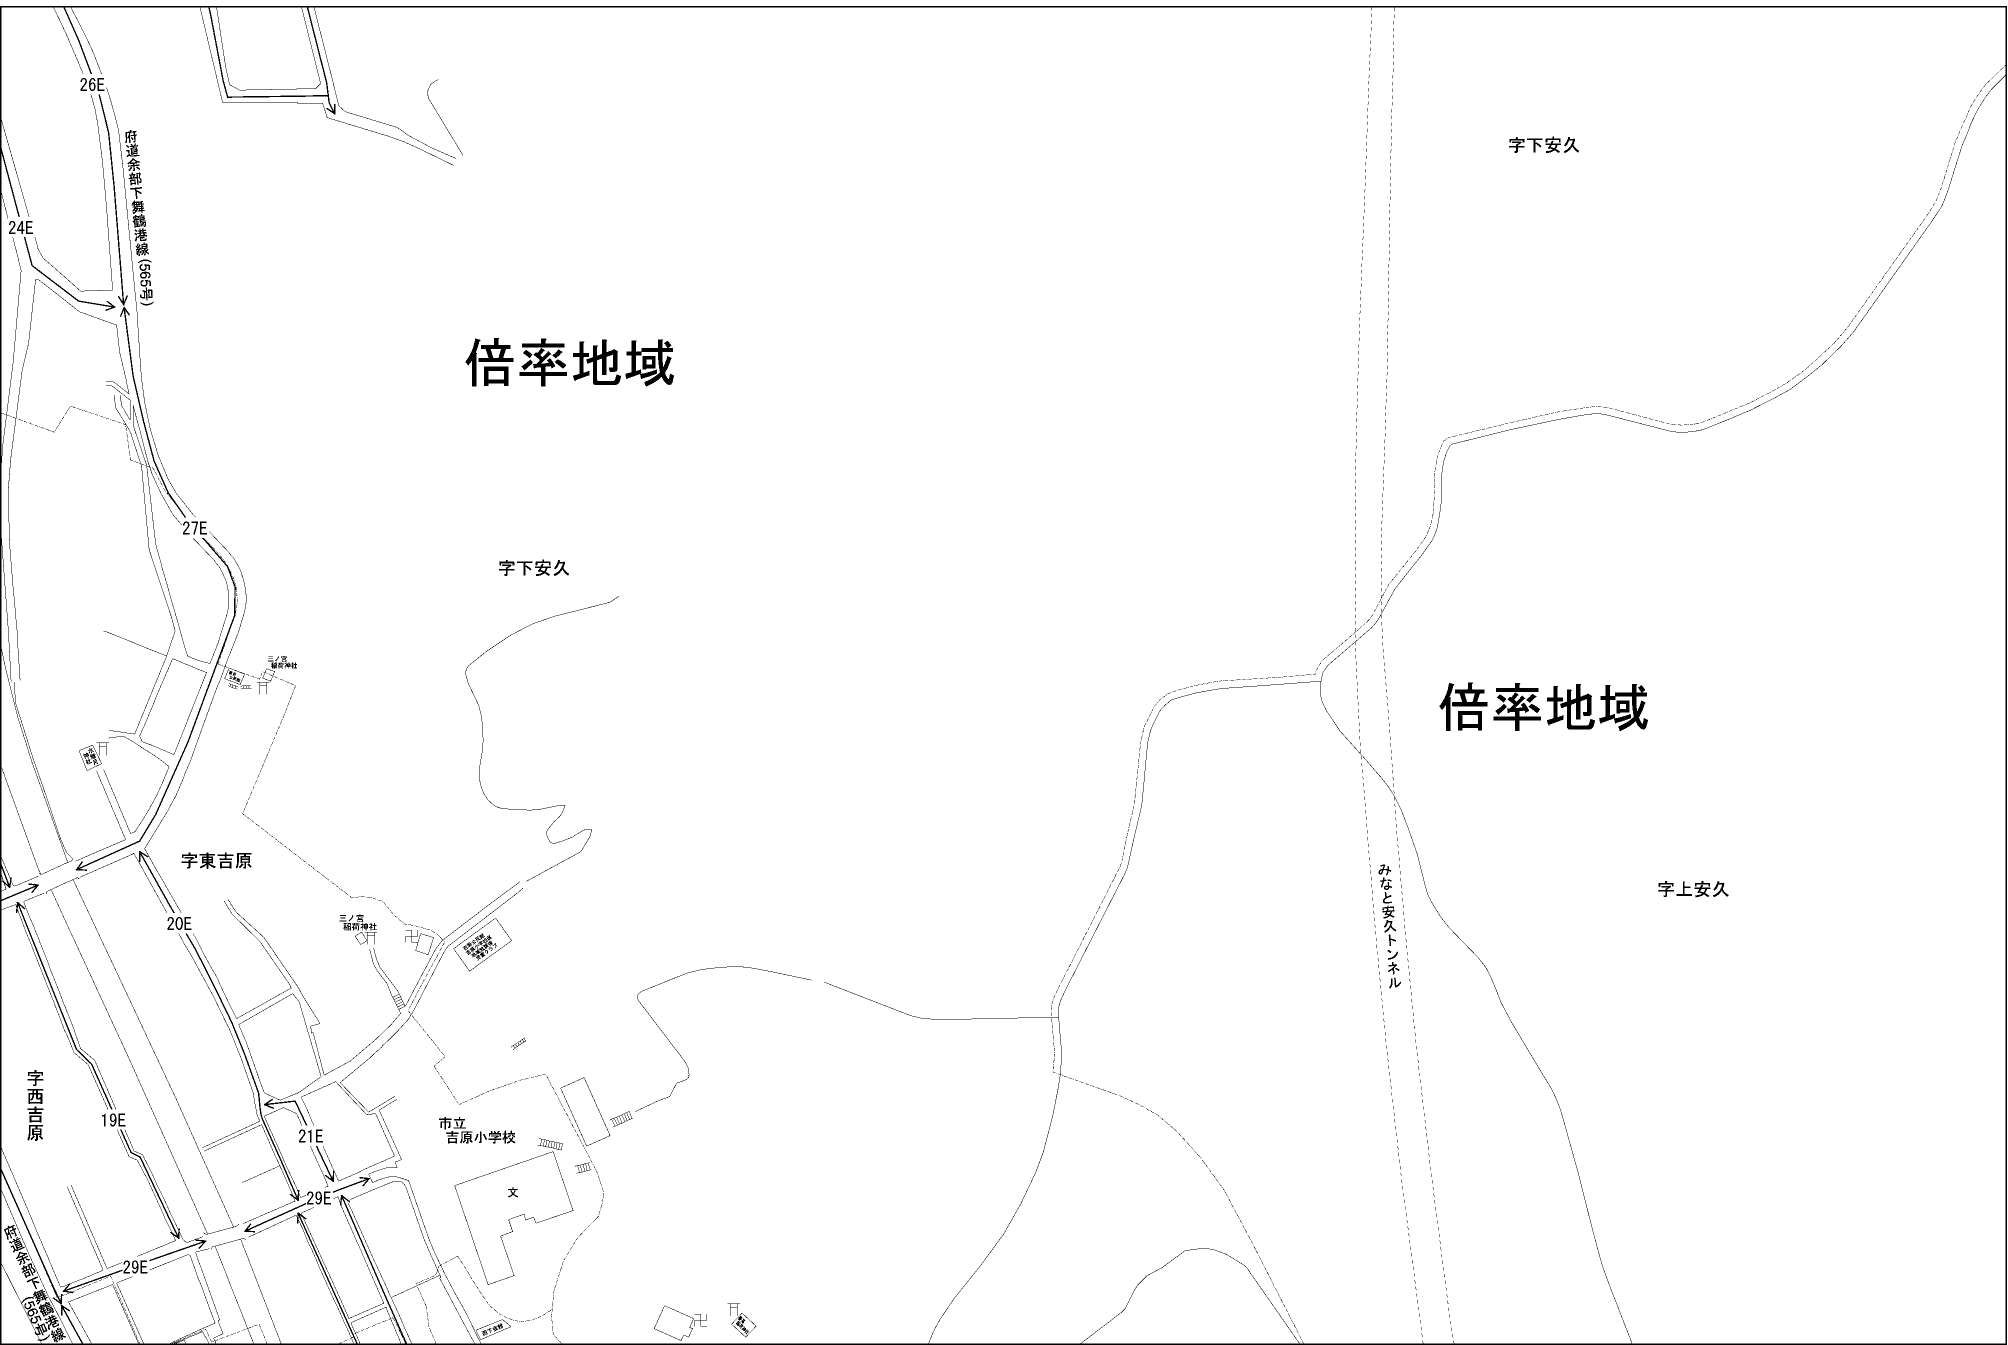 26E
府道余部下舞鶴港線(565号)
字下安久
24E
倍率地域
27E
字下安久
三ノ宮
稲荷神社
倍率地域
字東吉原
みなと安久トンネル
字上安久
20E
三ノ宮
稲荷神社
字西吉原
19E
21E
市立
吉原小学校
文
29E
29E
府道余部下舞鶴港線
(565号)